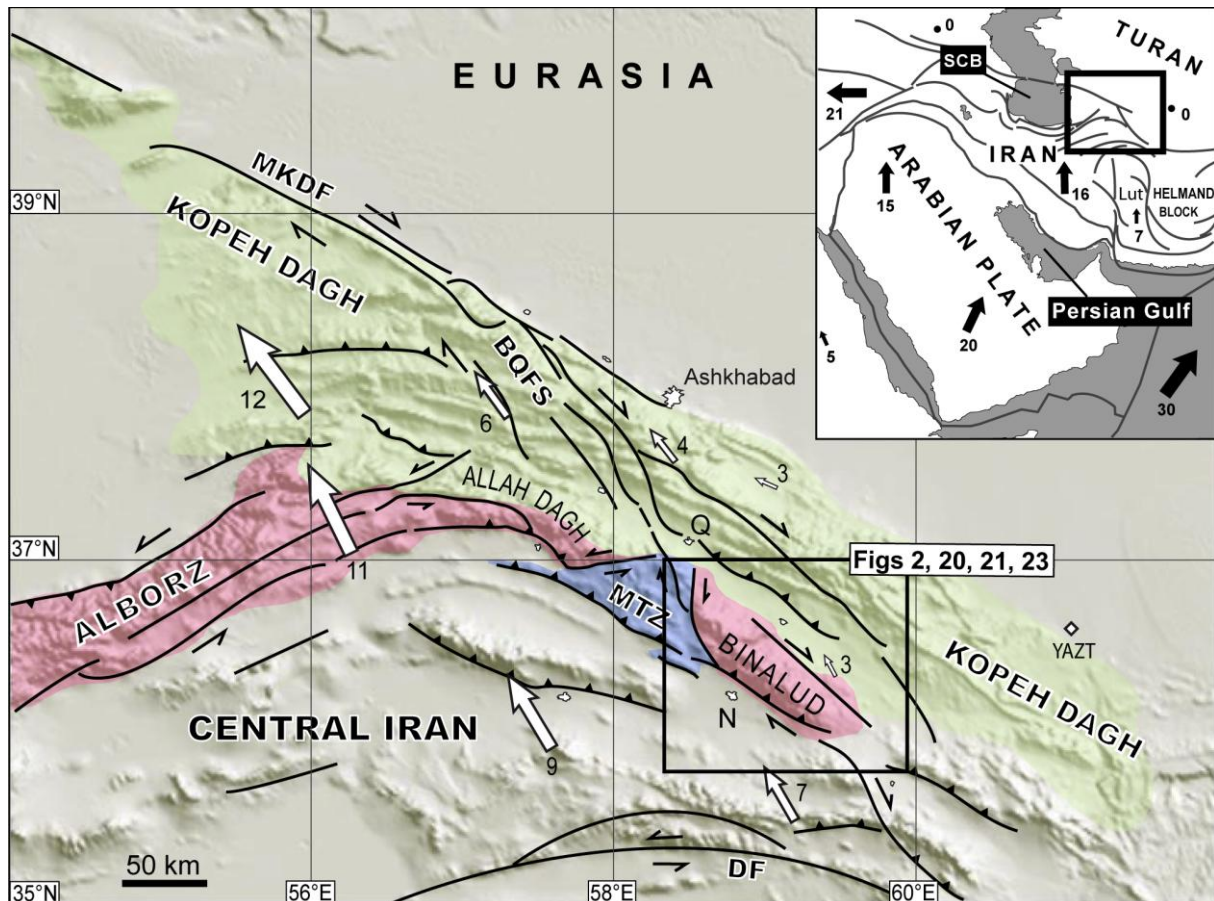 EURASIA
MKDF
39°N
KOPEH DAGH
BQFS
Ashkhabad
12
6
4
3
ALLAH DAGH
Q
37°N
Figs 2, 20, 21, 23
ALBORZ
11
MTZ
BINALUD
3
YAZT
KOPEH DAGH
N
CENTRAL IRAN
9
7
50 km
DF
35°N
56°E
58°E
60°E
0
TURAN
SCB
0
21
IRAN
ARABIAN PLATE
15
16
Lut
HELMAND
BLOCK
7
Persian Gulf
20
5
30